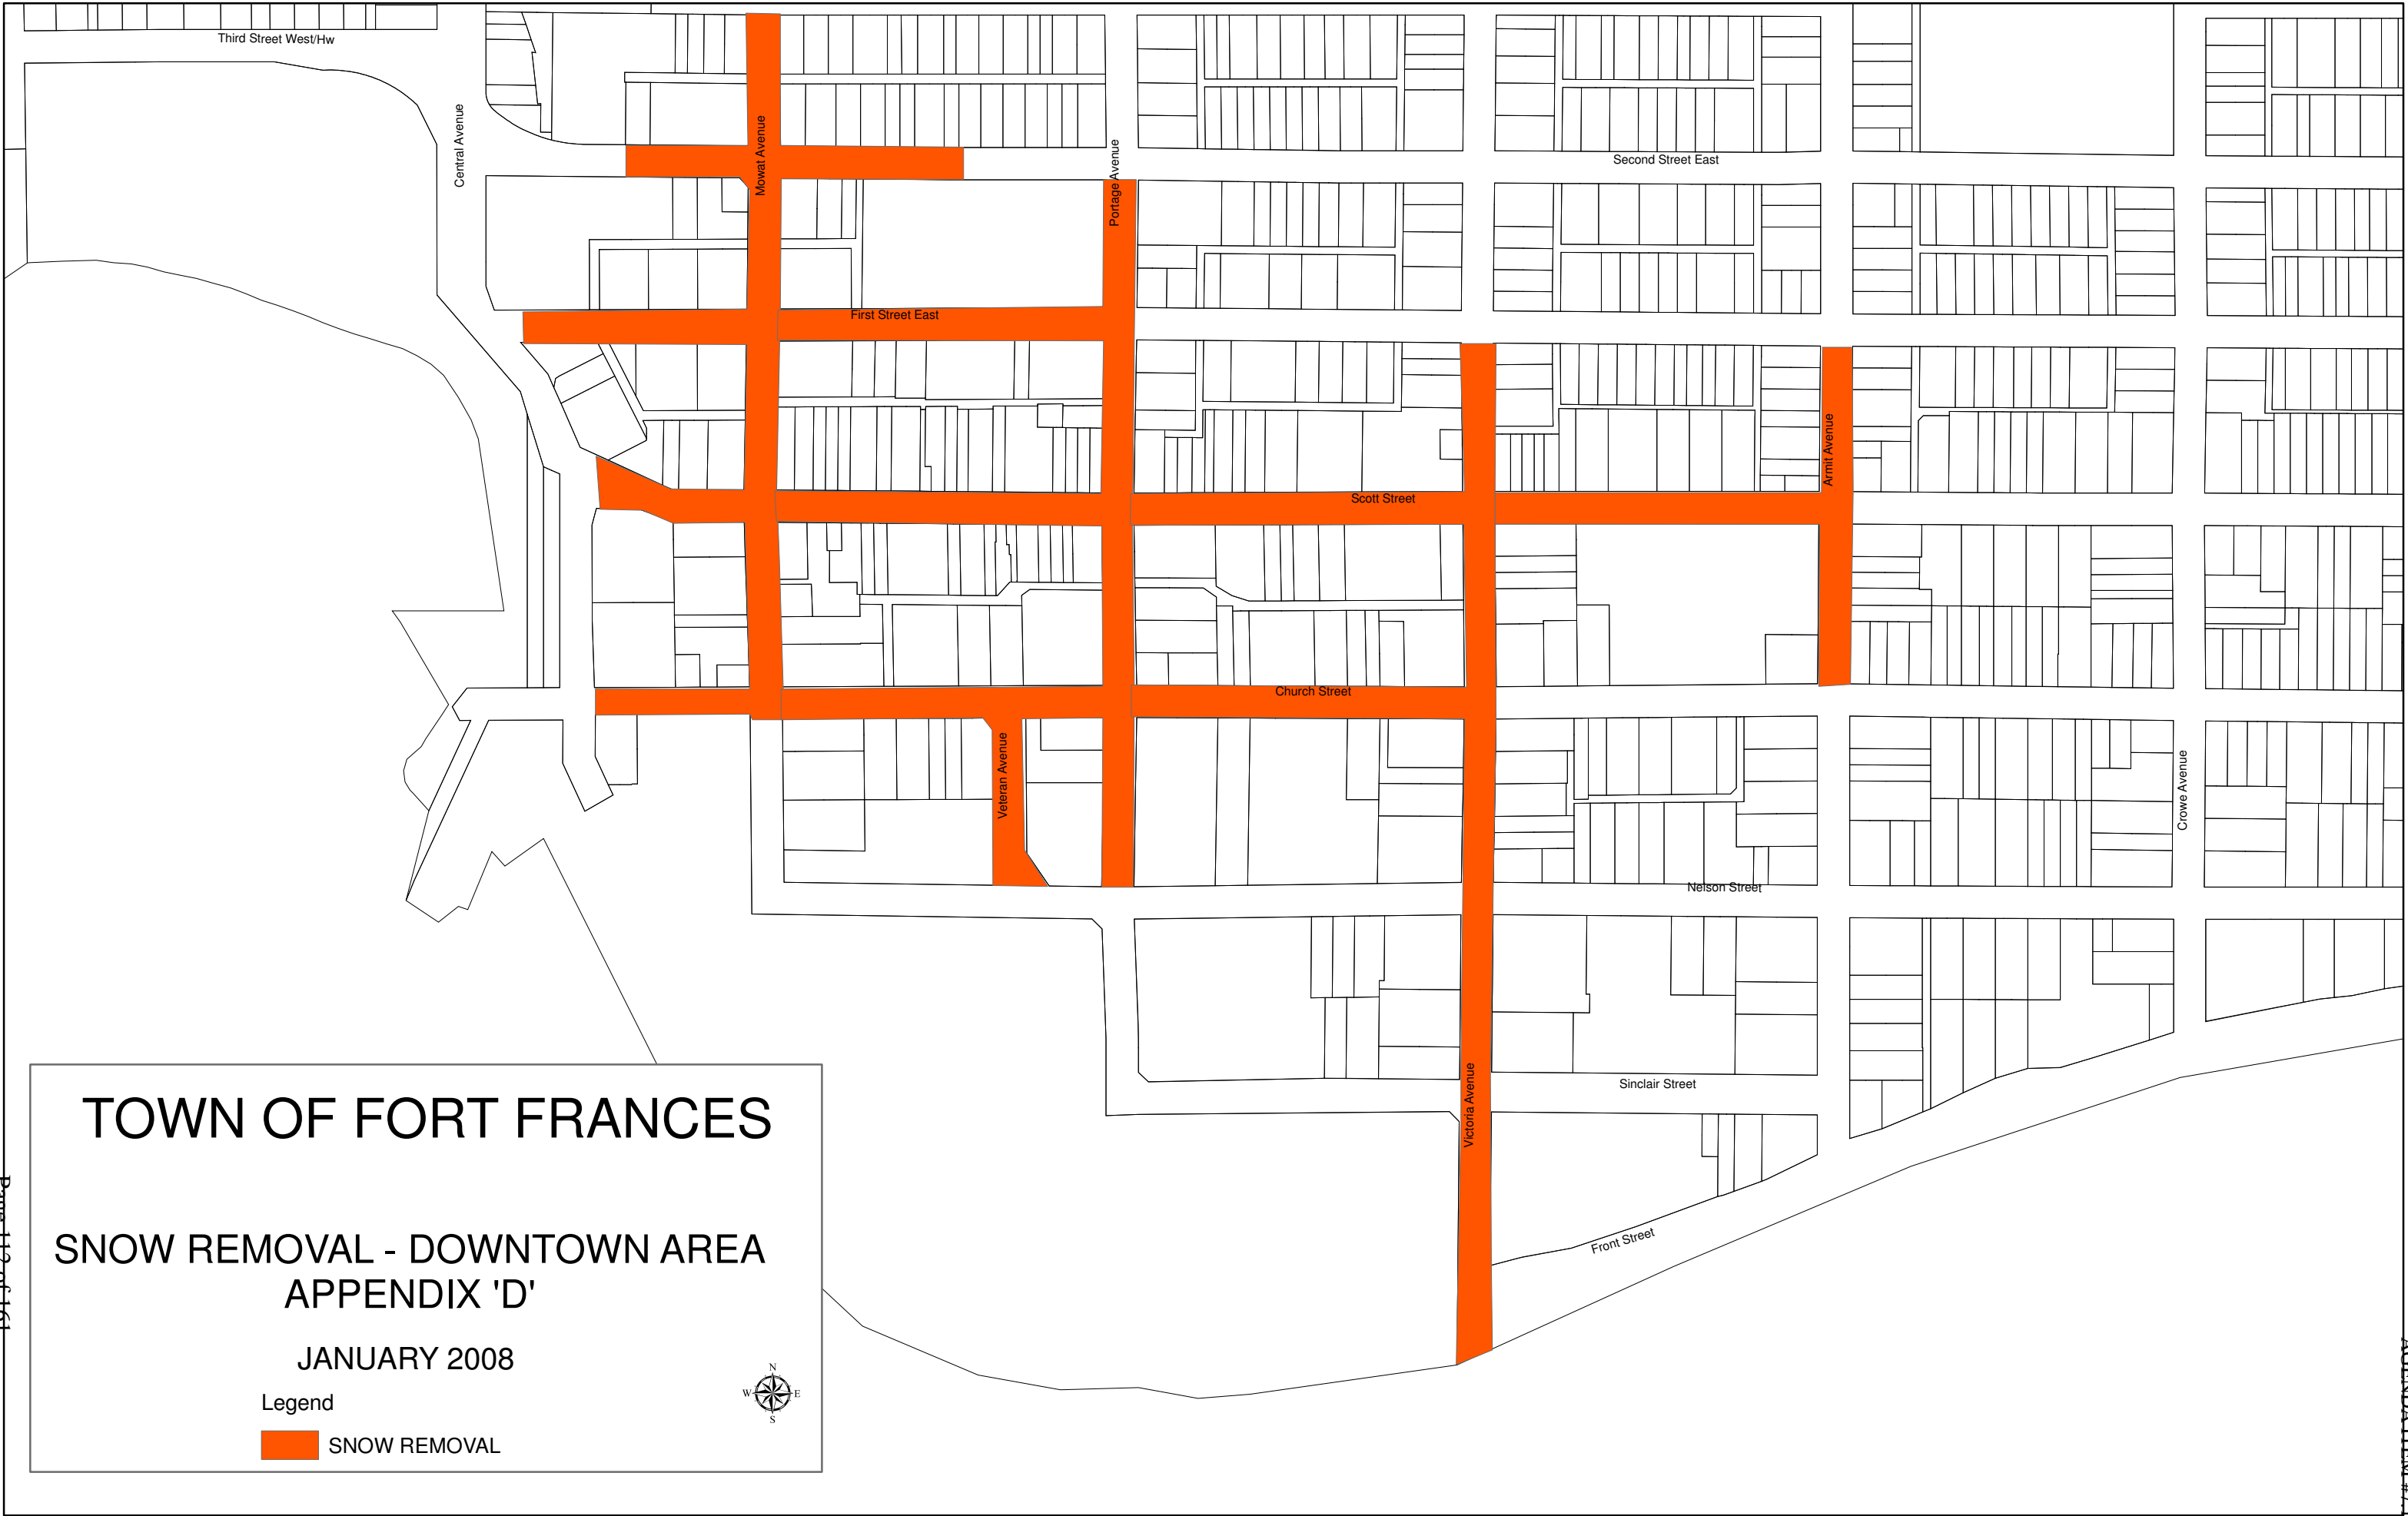 Third Street West/Hw
Central Avenue
Mowat Avenue
Portage Avenue
Second Street East
First Street East
Scott Street
Armit Avenue
Church Street
Veteran Avenue
Crowe Avenue
Nelson Street
Sinclair Street
Victoria Avenue
Front Street
TOWN OF FORT FRANCES
SNOW REMOVAL - DOWNTOWN AREA
APPENDIX 'D'
JANUARY 2008
Legend
SNOW REMOVAL
N
W E
S